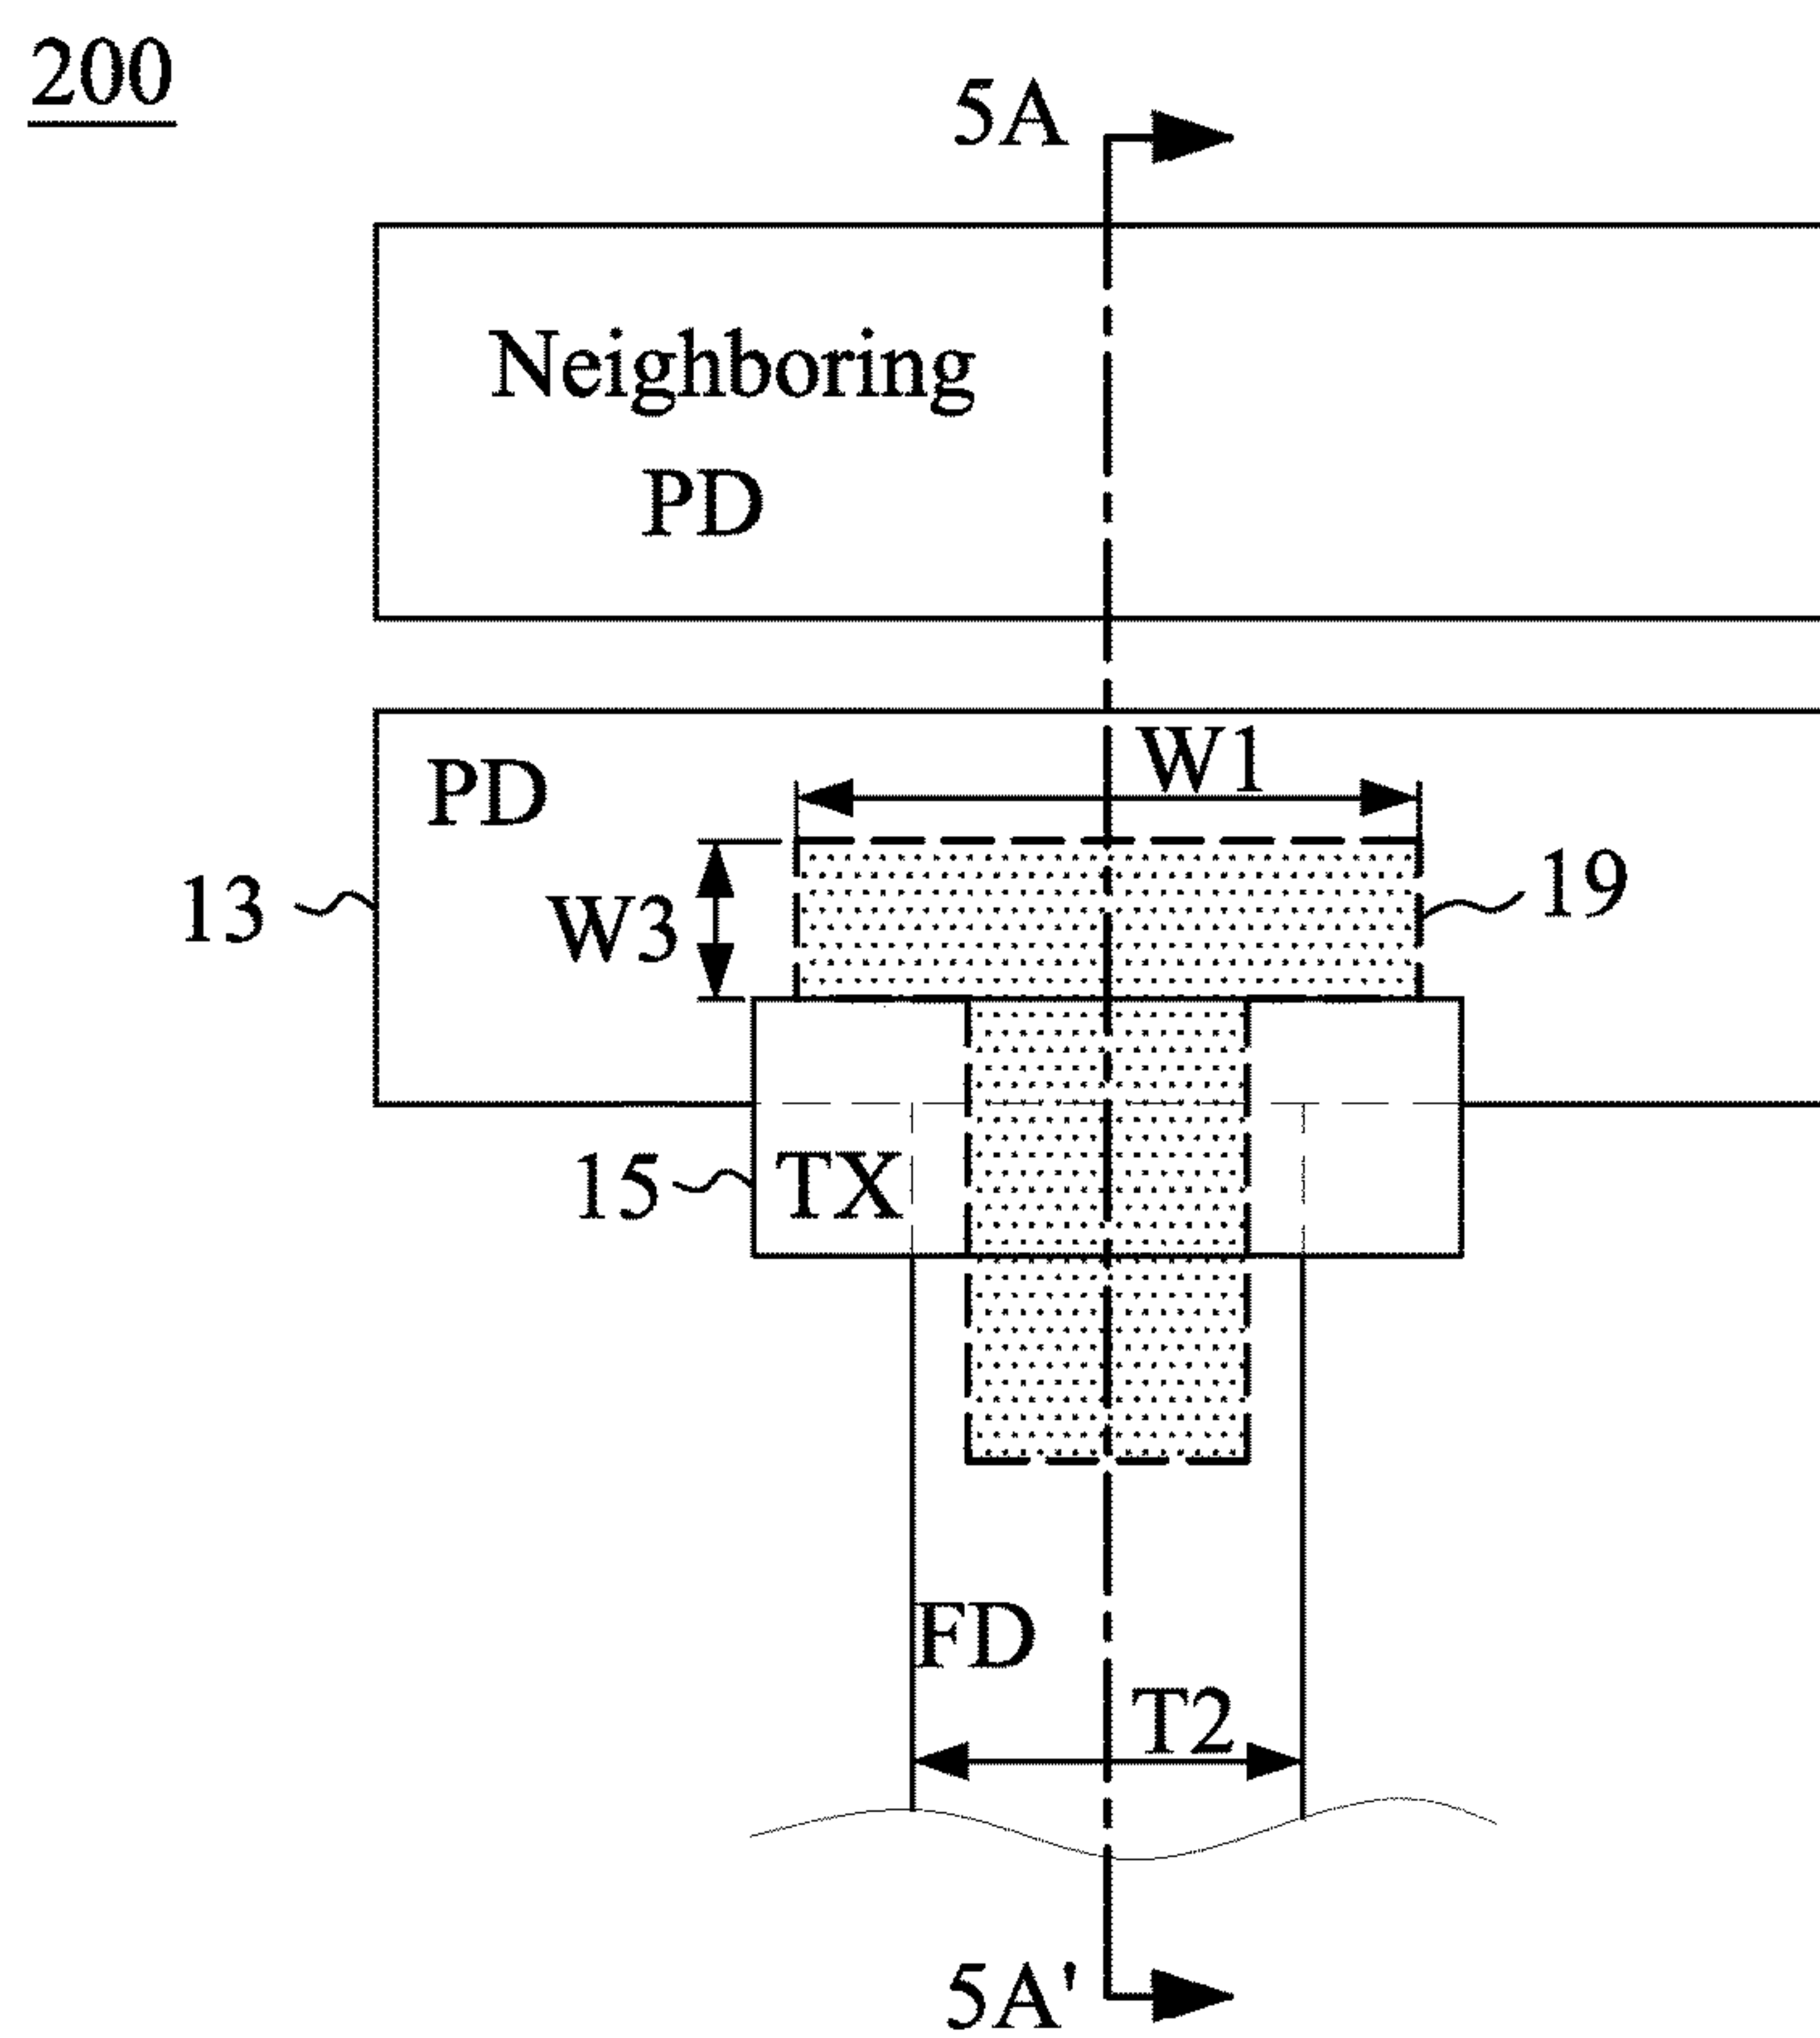 200
5A
Neighboring
PD
W1
PD
13
W3
19
15
TX
FD
T2
5A'